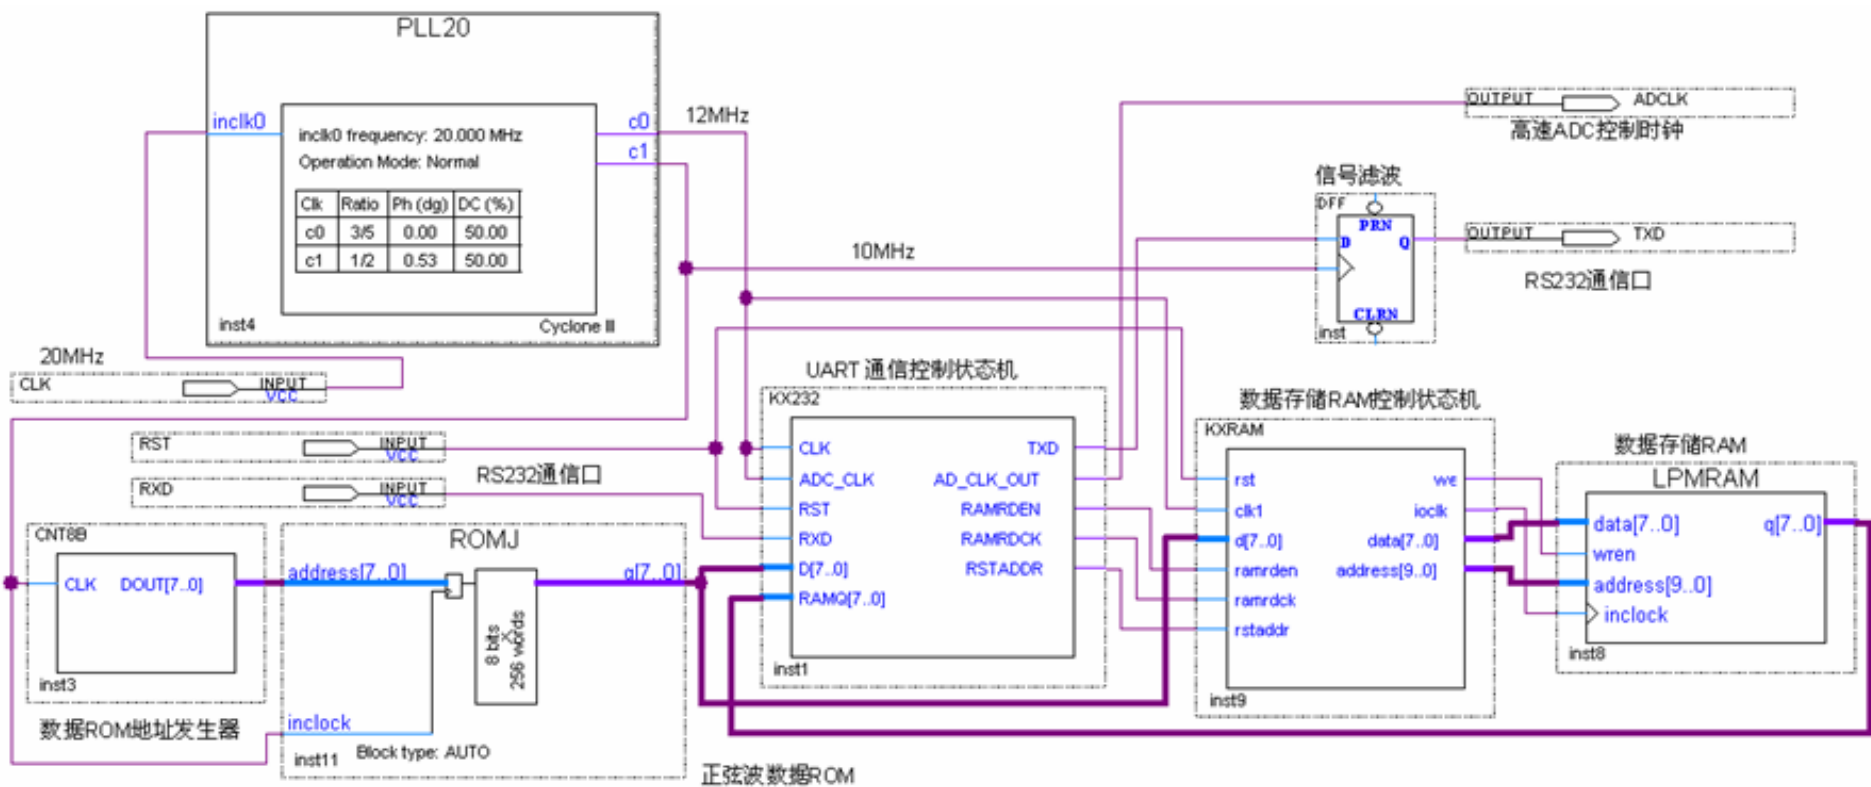 PLL20
inclk0
inclk0 frequency: 20.000 MHz
Operation Mode: Normal
Clk Ratio Ph (dg) DC (%)
c0 3/5 0.00 50.00
c1 1/2 0.53 50.00
c0
c1
inst4
Cyclone III
12MHz
10MHz
20MHz
CLK
INPUT
VCC
RST
INPUT
VCC
RS232通信口
RXD
INPUT
VCC
OUTPUT
ADCLK
高速ADC控制时钟
信号滤波
DFF
PRN
D
Q
CLRN
inst
OUTPUT
TXD
RS232通信口
UART 通信控制状态机
KX232
CLK
ADC_CLK
RST
RXD
D[7..0]
RAMQ[7..0]
TXD
AD_CLK_OUT
RAMRDEN
RAMRDCK
RSTADDR
inst1
数据存储RAM控制状态机
KXRAM
rst
clk1
d[7..0]
ramrden
ramrdck
rstaddr
we
ioclk
data[7..0]
address[9..0]
inst9
数据存储RAM
LPMRAM
data[7..0]
wren
address[9..0]
inclock
q[7..0]
inst8
CNT8B
CLK
DOUT[7..0]
inst3
数据ROM地址发生器
ROMJ
address[7..0]
q[7..0]
8 bits
X
256 words
inclock
inst11
Block type: AUTO
正弦波数据ROM